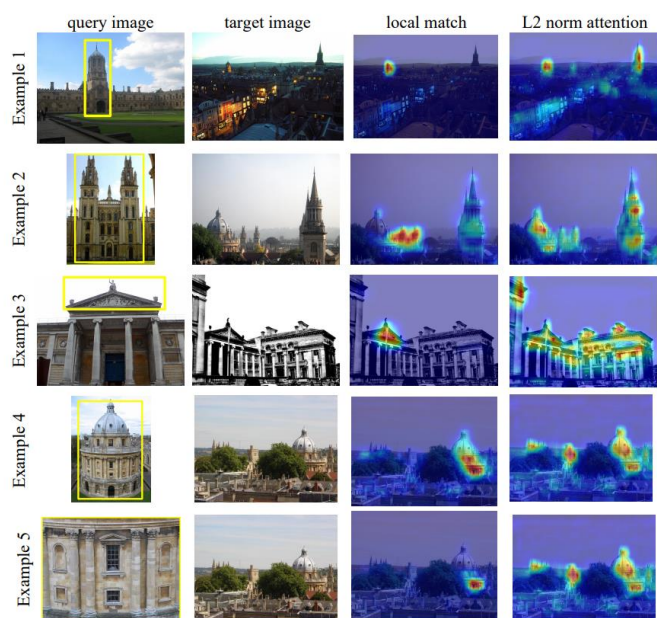 query image target image local match L2 norm attention
Example 1
Example 2
Example 3
Example 4
Example 5